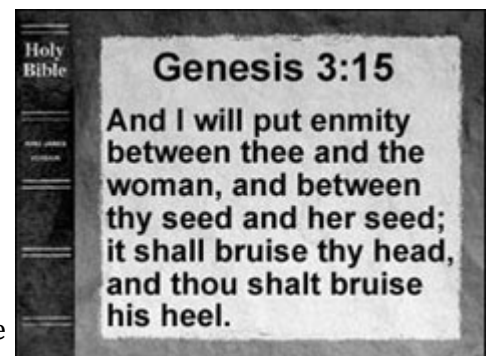 Holy
Bible
Genesis 3:15
And I will put enmity
between thee and the
woman, and between
thy seed and her seed;
it shall bruise thy head,
and thou shalt bruise
his heel.
e